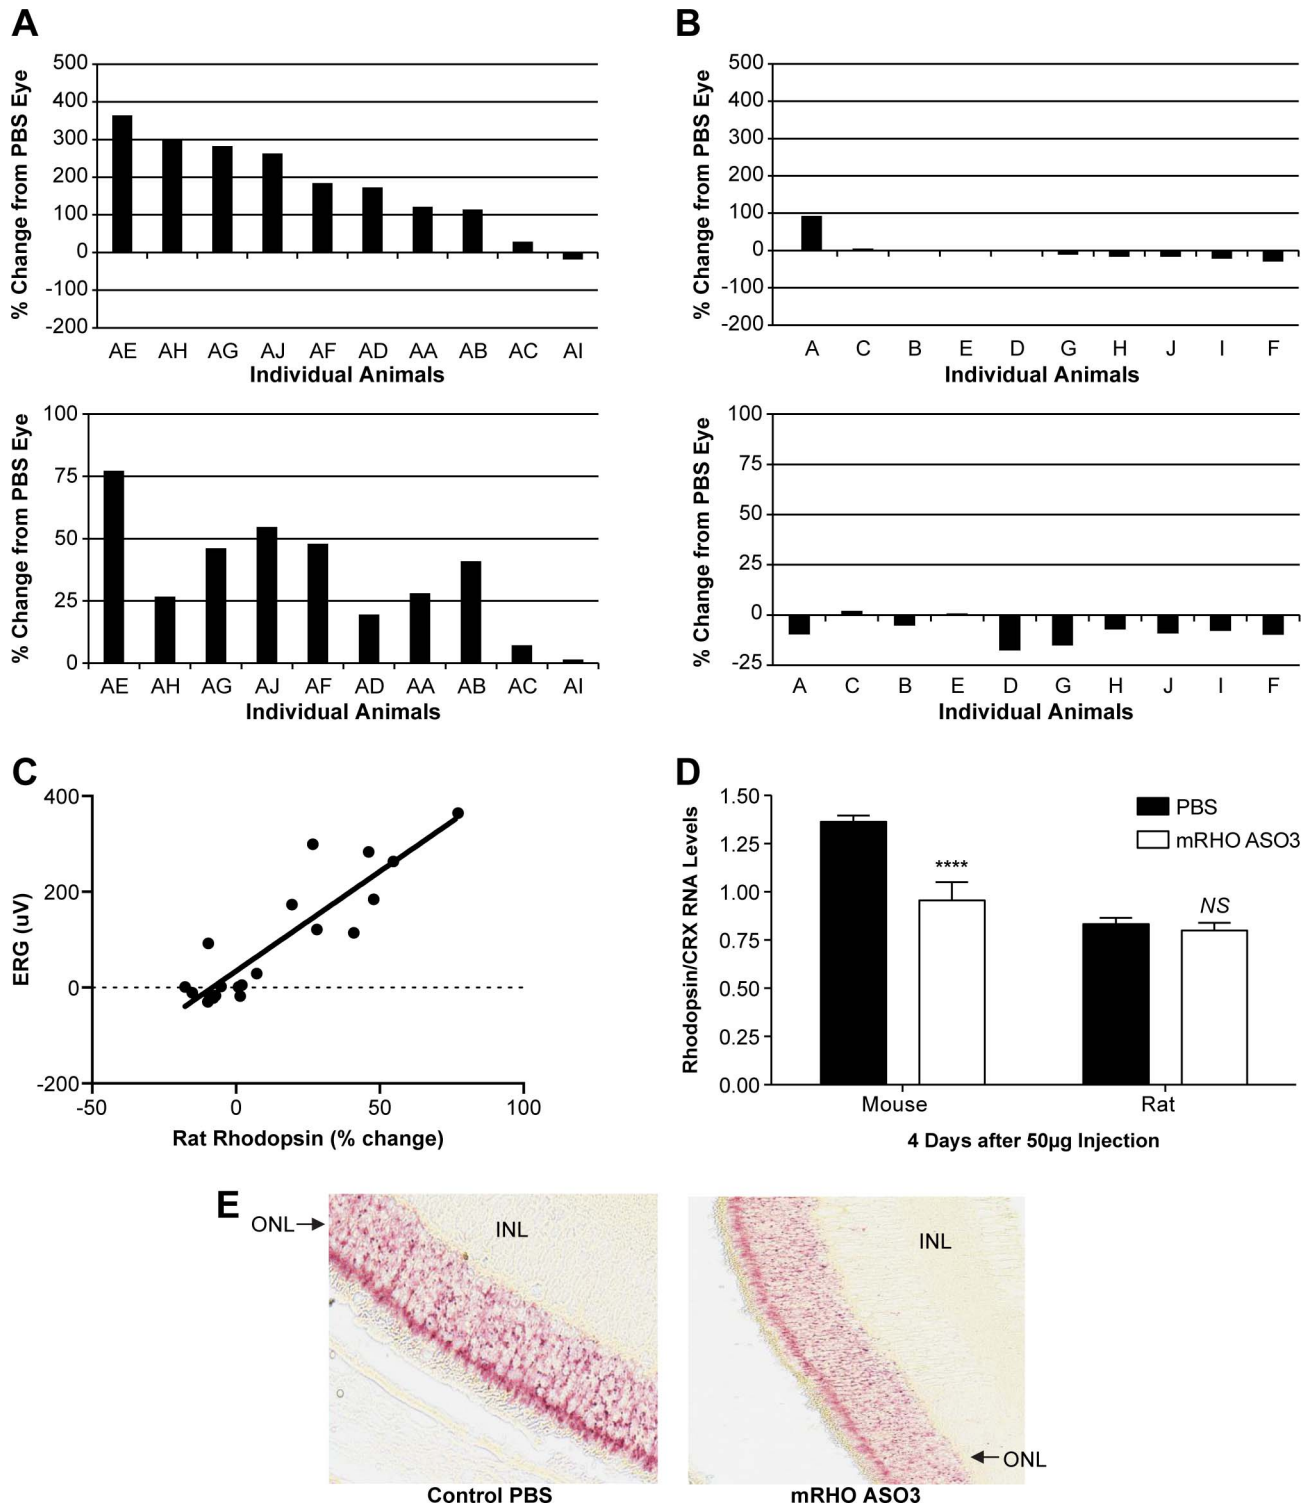 A
% Change from PBS Eye
500
400
300
200
100
0
-100
-200
AE AH AG AJ AF AD AA AB AC AI
Individual Animals
% Change from PBS Eye
100
75
50
25
0
AE AH AG AJ AF AD AA AB AC AI
Individual Animals
B
% Change from PBS Eye
500
400
300
200
100
0
-100
-200
A C B E D G H J I F
Individual Animals
% Change from PBS Eye
100
75
50
25
0
-25
A C B E D G H J I F
Individual Animals
C
ERG (uV)
400
200
0
-200
-50 0 50 100
Rat Rhodopsin (% change)
D
Rhodopsin/CRX RNA Levels
1.50
1.25
1.00
0.75
0.50
0.25
0.00
PBS
mRHO ASO3
****
NS
Mouse Rat
4 Days after 50µg Injection
E
ONL
INL
Control PBS
INL
ONL
mRHO ASO3